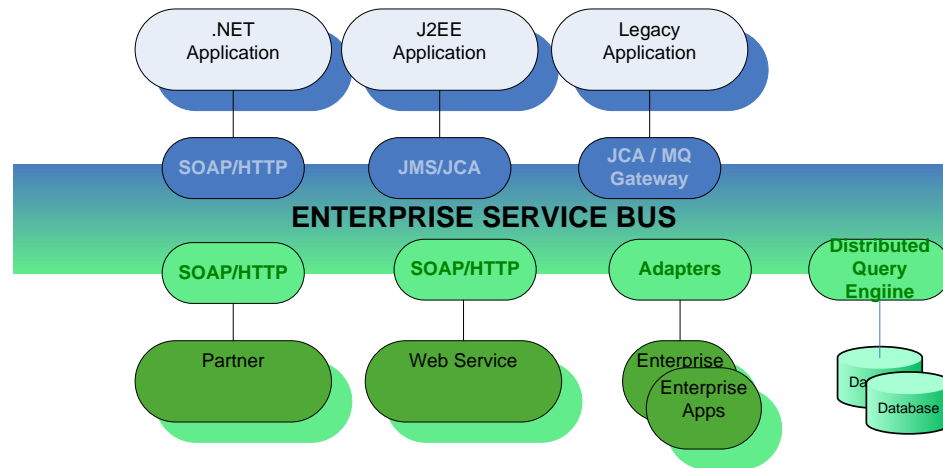 .NET
Application
J2EE
Application
Legacy
Application
SOAP/HTTP
JMS/JCA
JCA / MQ
Gateway
ENTERPRISE SERVICE BUS
SOAP/HTTP
SOAP/HTTP
Adapters
Distributed
Query
Engiine
Partner
Web Service
Enterprise
Enterprise
Apps
Da
Database